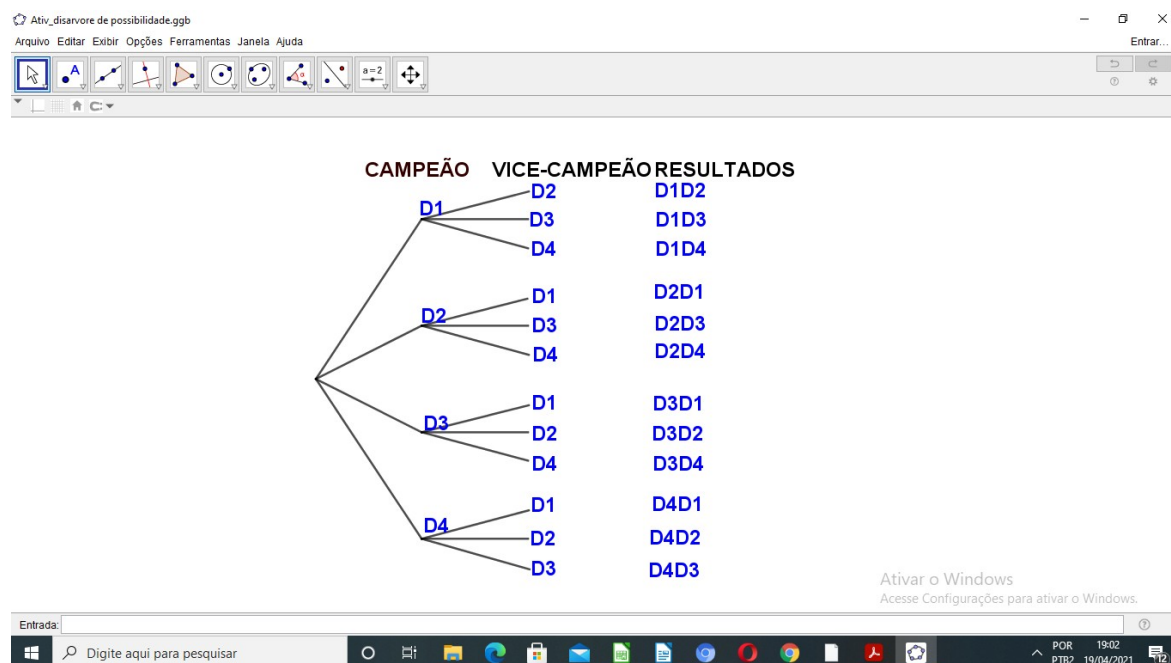 Ativ_disarvore de possibilidade.ggb
Arquivo Editar Exibir Opções Ferramentas Janela Ajuda Entrar...
A a=2
CAMPEÃO VICE-CAMPEÃO RESULTADOS
D1 D2 D1D2
D3 D1D3
D4 D1D4
D2 D1 D2D1
D3 D2D3
D4 D2D4
D3 D1 D3D1
D2 D3D2
D4 D3D4
D4 D1 D4D1
D2 D4D2
D3 D4D3
Ativar o Windows
Acesse Configurações para ativar o Windows.
Entrada:
Digite aqui para pesquisar POR 19:02
PTB2 19/04/2021